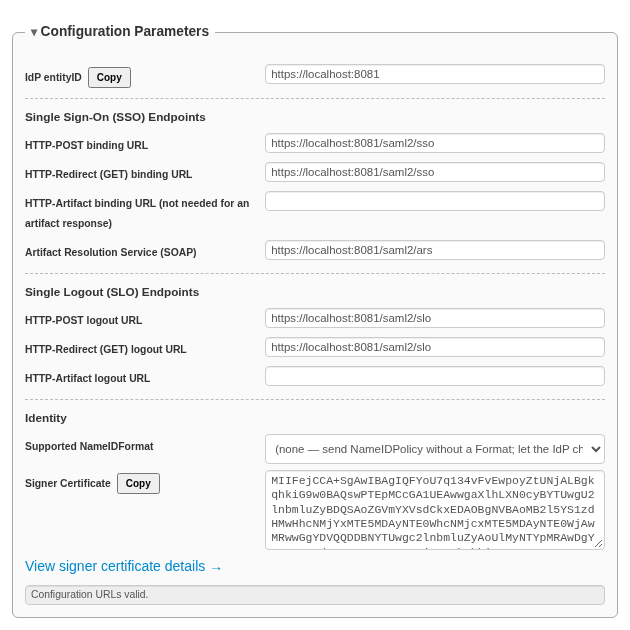 ▾ Configuration Parameters
IdP entityID Copy https://localhost:8081
Single Sign-On (SSO) Endpoints
HTTP-POST binding URL https://localhost:8081/saml2/sso
HTTP-Redirect (GET) binding URL https://localhost:8081/saml2/sso
HTTP-Artifact binding URL (not needed for an
artifact response)
Artifact Resolution Service (SOAP) https://localhost:8081/saml2/ars
Single Logout (SLO) Endpoints
HTTP-POST logout URL https://localhost:8081/saml2/slo
HTTP-Redirect (GET) logout URL https://localhost:8081/saml2/slo
HTTP-Artifact logout URL
Identity
Supported NameIDFormat (none — send NameIDPolicy without a Format; let the IdP ch
Signer Certificate Copy
MIIFejCCA+SgAwIBAgIQFYoU7q134vFvEwpoyZtUNjALBgk
qhkiG9w0BAQswPTEpMCcGA1UEAwwgaXlhLXN0cyBYTUwgU2
lnbmluZyBDQSAoZGVmYXVsdCkxEDAOBgNVBAoMB2l5YS1zd
HMwHhcNMjYxMTE5MDAyNTE0WhcNMjcxMTE5MDAyNTE0WjAw
MRwwGgYDVQQDDBNYTUwgc2lnbmluZyAoUlMyNTYpMRAwDgY
View signer certificate details →
Configuration URLs valid.